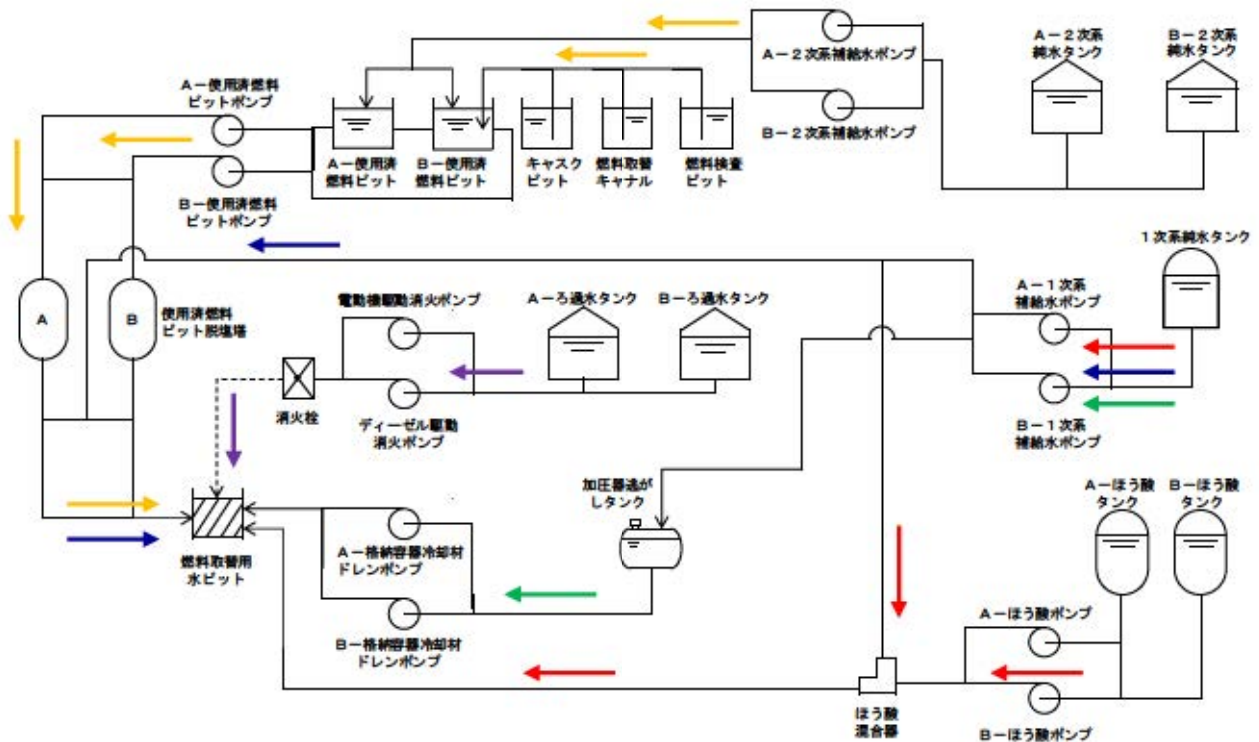 A－2次系補給水ポンプ
B－2次系補給水ポンプ
A－2次系
純水タンク
B－2次系
純水タンク
A－使用済燃料
ピットポンプ
B－使用済燃料
ピットポンプ
A－使用済
燃料ピット
B－使用済
燃料ピット
キャスク
ピット
燃料取替
キャナル
燃料検査
ピット
1次系純水タンク
A－1次系
補給水ポンプ
B－1次系
補給水ポンプ
A
B
使用済燃料
ピット脱塩塔
電動機駆動消火ポンプ
A－ろ過水タンク
B－ろ過水タンク
消火栓
ディーゼル駆動
消火ポンプ
加圧器逃が
しタンク
A－ほう酸
タンク
B－ほう酸
タンク
燃料取替用
水ピット
A－格納容器冷却材
ドレンポンプ
B－格納容器冷却材
ドレンポンプ
A－ほう酸ポンプ
B－ほう酸ポンプ
ほう酸
混合器